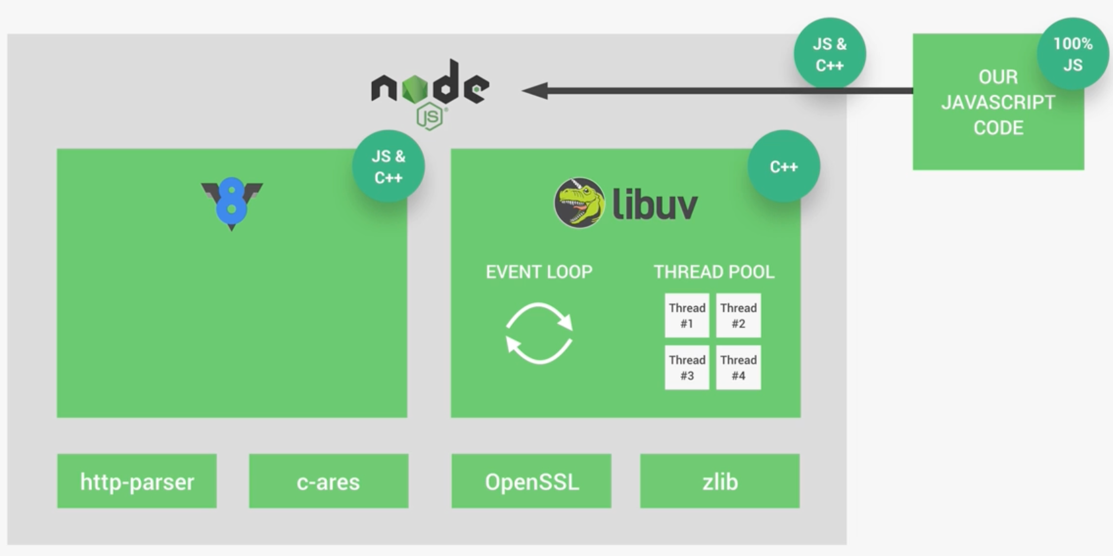 node
JS
JS &
C++
OUR
JAVASCRIPT
CODE
100%
JS
V8
JS &
C++
libuv
C++
EVENT LOOP
THREAD POOL
Thread
#1
Thread
#2
Thread
#3
Thread
#4
http-parser
c-ares
OpenSSL
zlib